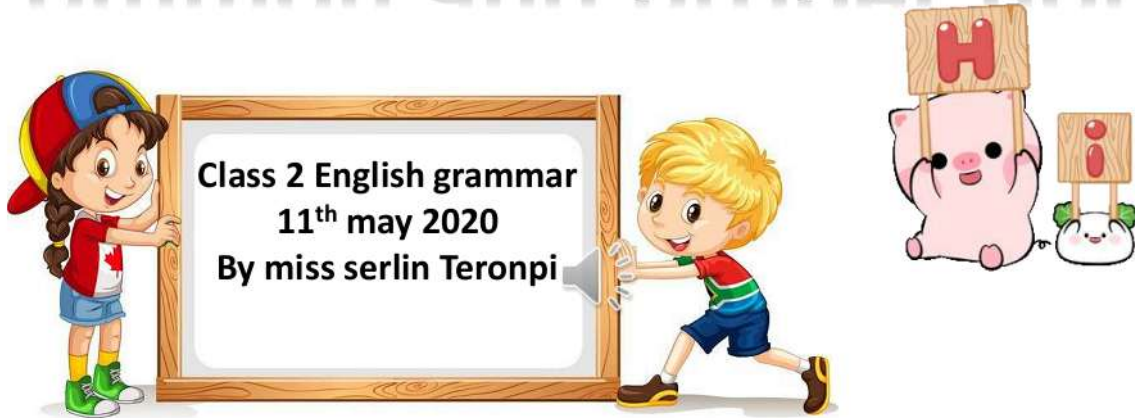 Class 2 English grammar
11th may 2020
By miss serlin Teronpi
H
i